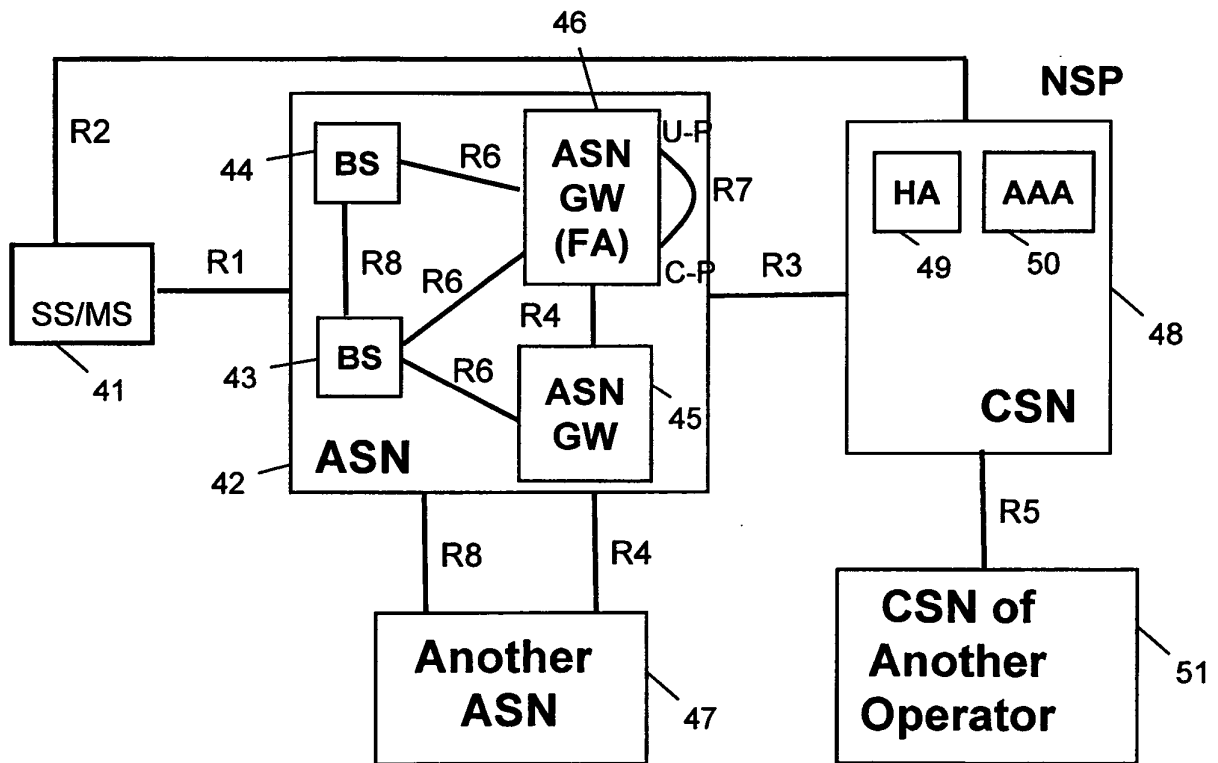 46
NSP
R2
44
BS
R6
ASN
GW
(FA)
U-P
R7
C-P
HA
AAA
49
50
R1
R8
R6
R3
SS/MS
41
43
BS
R4
R6
ASN
GW
45
48
CSN
42
ASN
R8
R4
R5
Another
ASN
47
CSN of
Another
Operator
51